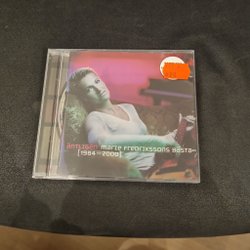 Äntligen marie fredrikssons bästa
[1984-2000]